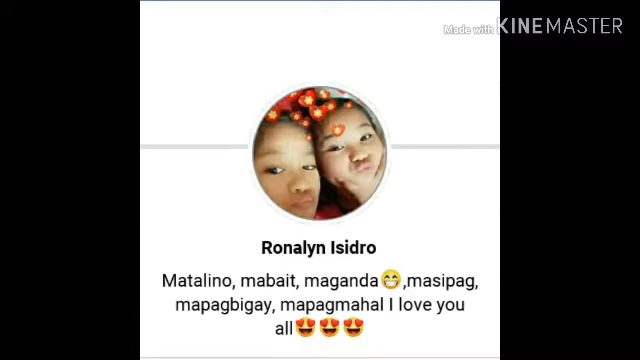 Made with KINEMASTER
Ronalyn Isidro
Matalino, mabait, maganda😁,masipag,
mapagbigay, mapagmahal I love you
all😍😍😍